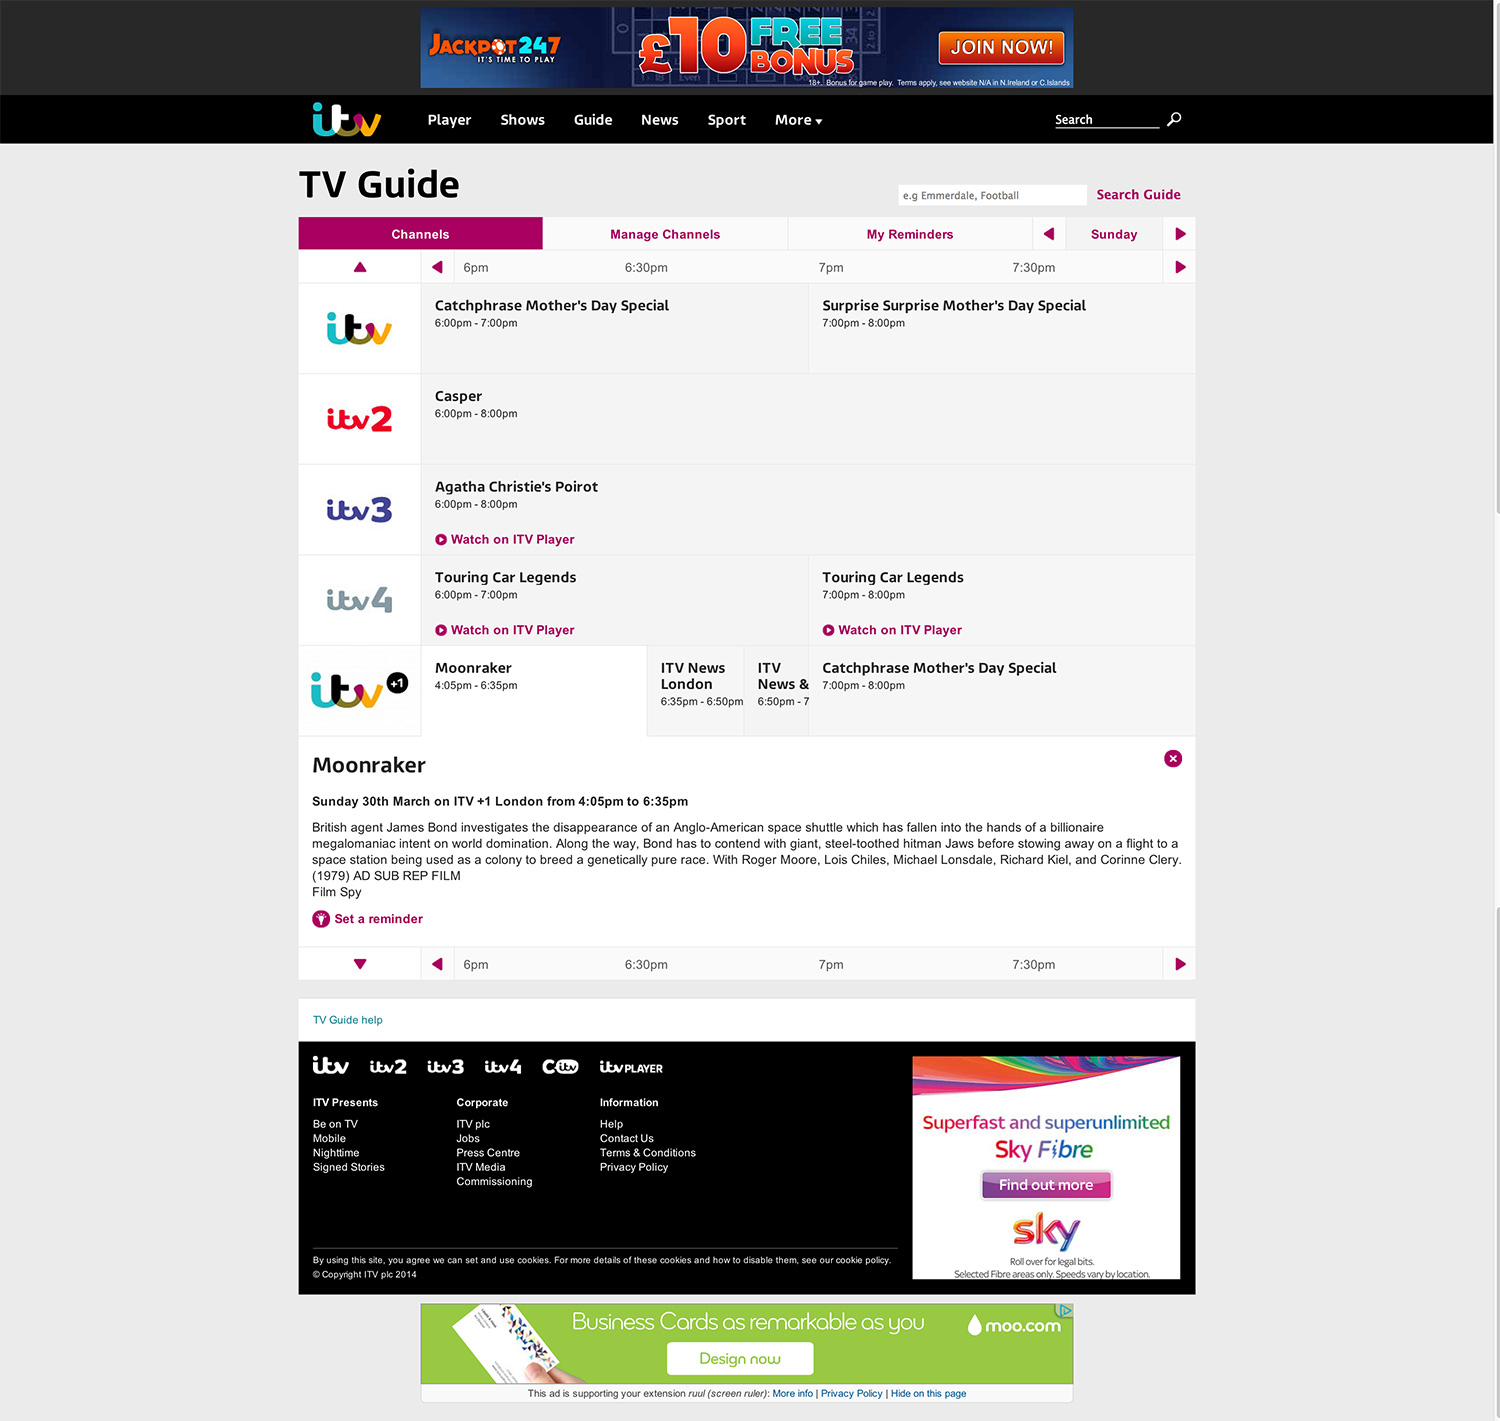 JACKPOT247
IT'S TIME TO PLAY
£10 FREE BONUS
JOIN NOW!
18+. Bonus for game play. Terms apply, see website N/A in N.Ireland or C.Islands
itv
Player Shows Guide News Sport More
Search
TV Guide
e.g Emmerdale, Football
Search Guide
Channels Manage Channels My Reminders Sunday
6pm 6:30pm 7pm 7:30pm
itv
Catchphrase Mother's Day Special
6:00pm - 7:00pm
Surprise Surprise Mother's Day Special
7:00pm - 8:00pm
itv2
Casper
6:00pm - 8:00pm
itv3
Agatha Christie's Poirot
6:00pm - 8:00pm
Watch on ITV Player
itv4
Touring Car Legends
6:00pm - 7:00pm
Watch on ITV Player
Touring Car Legends
7:00pm - 8:00pm
Watch on ITV Player
itv +1
Moonraker
4:05pm - 6:35pm
ITV News
London
6:35pm - 6:50pm
ITV
News &
6:50pm - 7
Catchphrase Mother's Day Special
7:00pm - 8:00pm
Moonraker
Sunday 30th March on ITV +1 London from 4:05pm to 6:35pm
British agent James Bond investigates the disappearance of an Anglo-American space shuttle which has fallen into the hands of a billionaire
megalomaniac intent on world domination. Along the way, Bond has to contend with giant, steel-toothed hitman Jaws before stowing away on a flight to a
space station being used as a colony to breed a genetically pure race. With Roger Moore, Lois Chiles, Michael Lonsdale, Richard Kiel, and Corinne Clery.
(1979) AD SUB REP FILM
Film Spy
Set a reminder
6pm 6:30pm 7pm 7:30pm
TV Guide help
itv itv2 itv3 itv4 Citv itv PLAYER
ITV Presents
Be on TV
Mobile
Nighttime
Signed Stories
Corporate
ITV plc
Jobs
Press Centre
ITV Media
Commissioning
Information
Help
Contact Us
Terms & Conditions
Privacy Policy
By using this site, you agree we can set and use cookies. For more details of these cookies and how to disable them, see our cookie policy.
© Copyright ITV plc 2014
Superfast and superunlimited
Sky Fibre
Find out more
sky
Roll over for legal bits.
Selected Fibre areas only. Speeds vary by location.
Business Cards as remarkable as you
moo.com
Design now
This ad is supporting your extension ruul (screen ruler): More info | Privacy Policy | Hide on this page